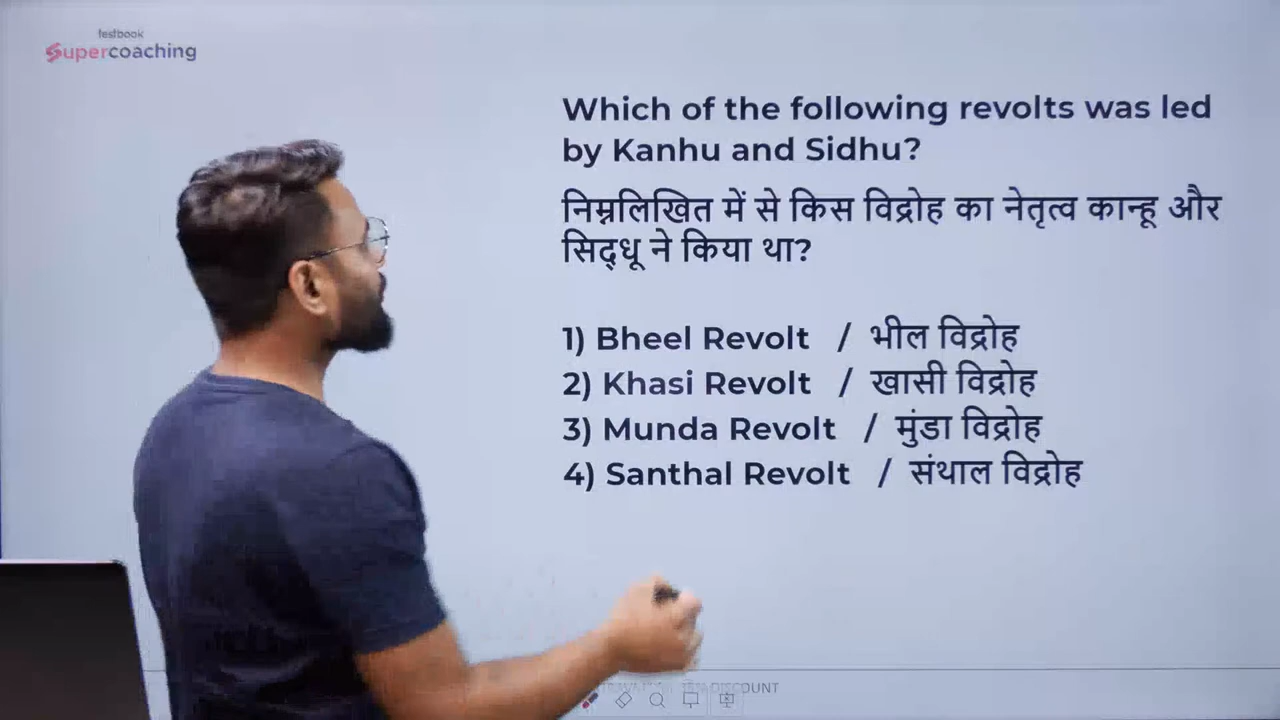 testbook
Supercoaching
Which of the following revolts was led
by Kanhu and Sidhu?
निम्नलिखित में से किस विद्रोह का नेतृत्व कान्हू और
सिद्धू ने किया था?
1) Bheel Revolt / भील विद्रोह
2) Khasi Revolt / खासी विद्रोह
3) Munda Revolt / मुंडा विद्रोह
4) Santhal Revolt / संथाल विद्रोह
DISCOUNT